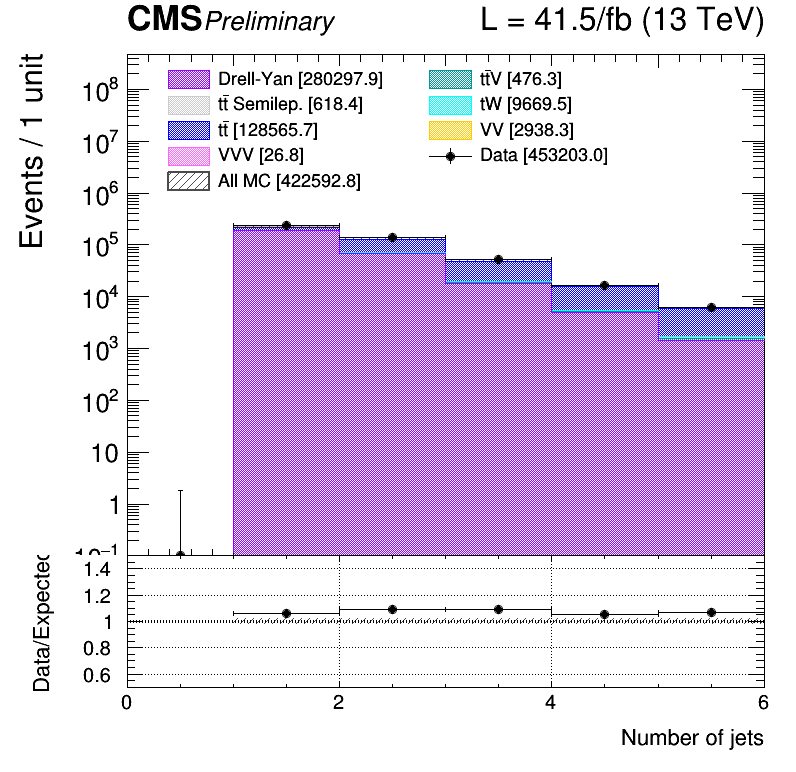 CMS Preliminary L = 41.5/fb (13 TeV)
Events / 1 unit
Drell-Yan [280297.9]
tt̄ Semilep. [618.4]
tt̄ [128565.7]
VVV [26.8]
All MC [422592.8]
tt̄V [476.3]
tW [9669.5]
VV [2938.3]
Data [453203.0]
10⁸
10⁷
10⁶
10⁵
10⁴
10³
10²
10
1
10⁻¹
Data/Expected
1.4
1.2
1
0.8
0.6
0 2 4 6
Number of jets